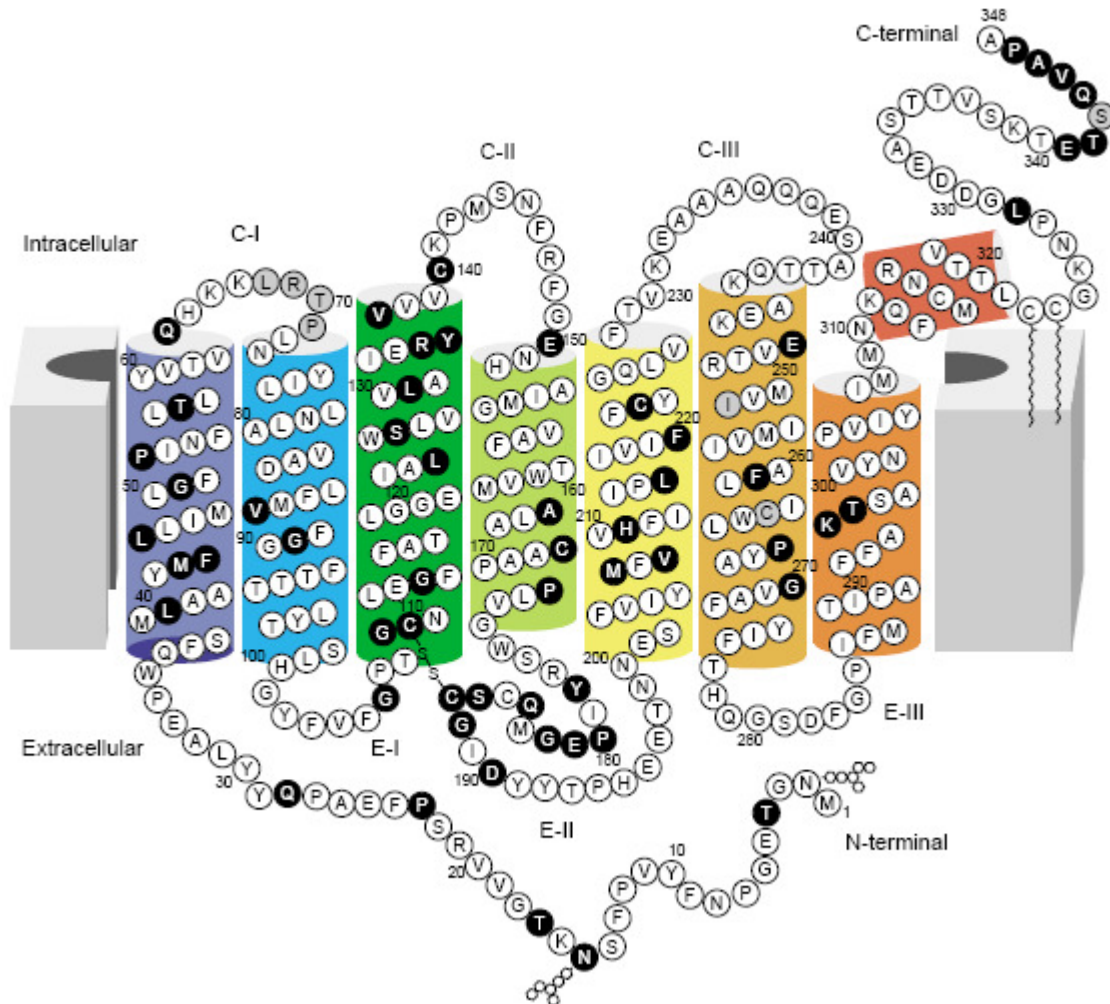 348
C-terminal
A P A V Q S T E T K S V T T S A E D D G L P N K G C C
340
330
Intracellular
C-I
C-II
C-III
Q H K K L R T P
70
C K P M S N F R F G
140
F T V K E A A A Q Q Q E S
230
240
60
Y V T V
L T L
P I N F
50
L G F
L L I M
Y M F
40
M L A A
Q F S
N L
L I Y
80
A L N L
D A V
V M F L
90
G G F
T T T F
Y T L
100
H L S
V V V
I E R Y
130
V L A
W S L V
I A L
120
L G G E
F A T
L E G F
110
G C N
P T
S S
H N E
150
G M I A
F A V
M V W T
160
A L A
170
P A A C
V L P
G Q L V
F C Y
220
I V I F
I P L
210
V H F I
M F V
F V I Y
200
N E S
K Q T T A
K E A
R T V E
250
I V M
I V M I
260
L F A
L W C I
A Y P
270
F A V G
F I Y
310
N M
I M
P V I Y
V Y N
300
K T S A
F F A
290
T I P A
I F M
K Q F
R N C M
V T T L
320
G Y F V F G
E-I
G W S R Y I P E G M Q C S C G I D Y Y T P H E E T N
180
190
E-II
T H Q G S D F G P
280
E-III
Extracellular
W P E A L Y Y Q P A E F P S R V V G T K N S F P V Y F N P G E T G N M
30
20
10
1
N-terminal